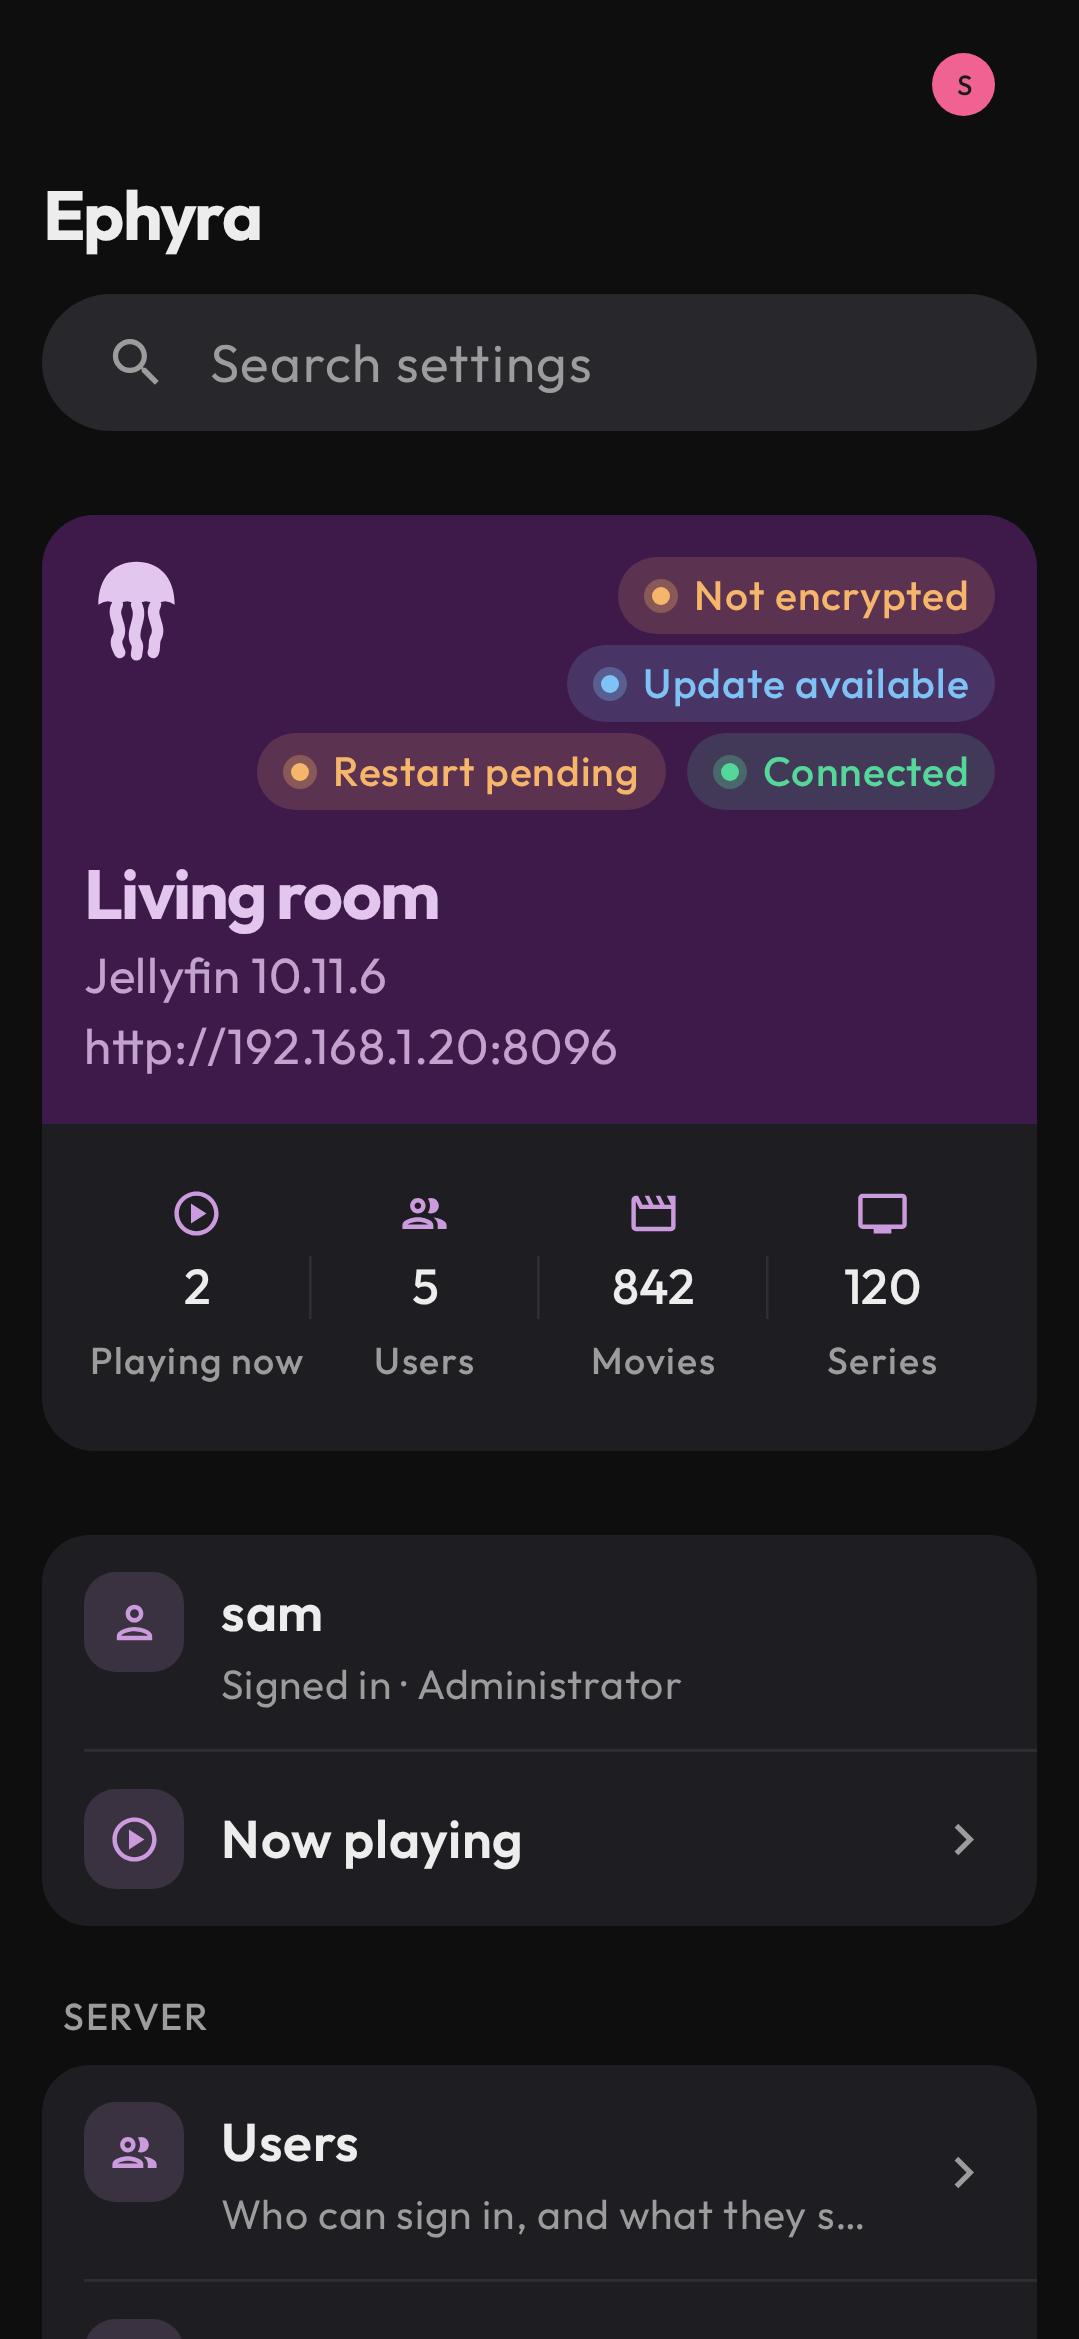 S
Ephyra
Search settings
Not encrypted
Update available
Restart pending
Connected
Living room
Jellyfin 10.11.6
http://192.168.1.20:8096
2
Playing now
5
Users
842
Movies
120
Series
sam
Signed in · Administrator
Now playing
SERVER
Users
Who can sign in, and what they s…